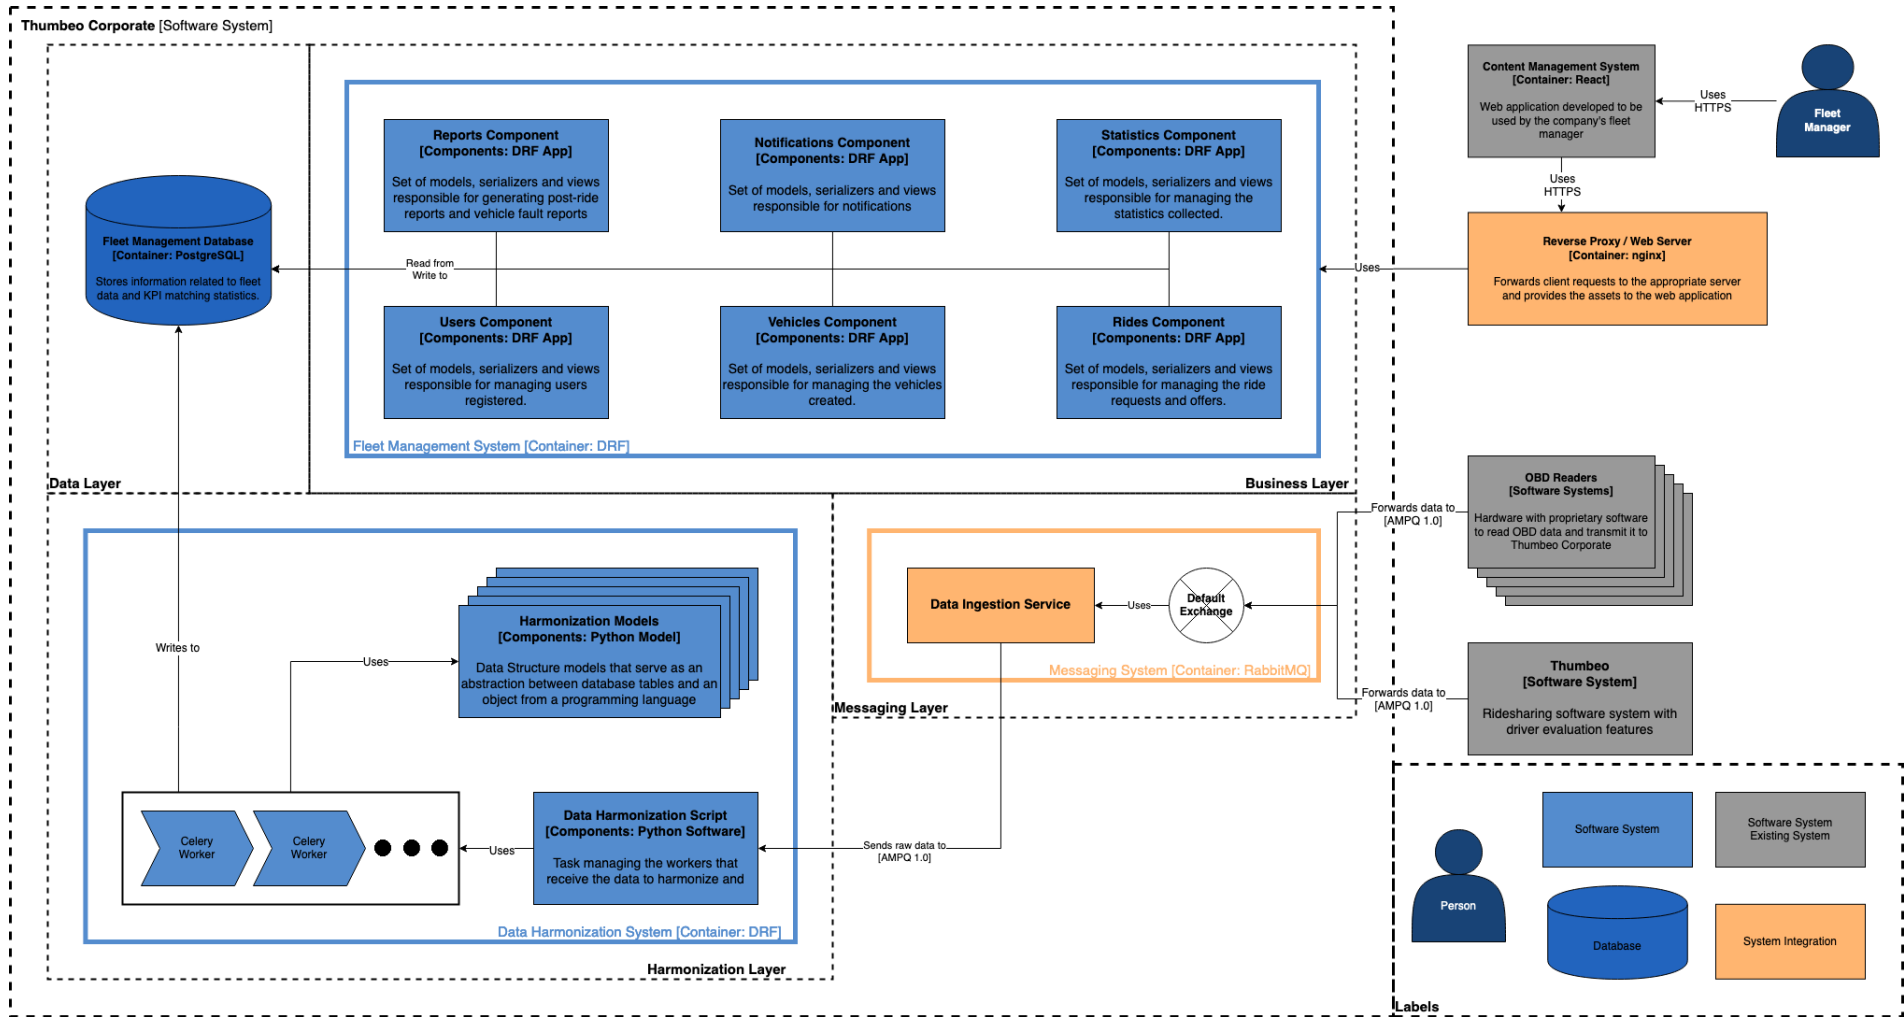 Thumbeo Corporate [Software System]
Reports Component
[Components: DRF App]
Set of models, serializers and views
responsible for generating post-ride
reports and vehicle fault reports
Notifications Component
[Components: DRF App]
Set of models, serializers and views
responsible for notifications
Statistics Component
[Components: DRF App]
Set of models, serializers and views
responsible for managing the
statistics collected.
Content Management System
[Container: React]
Web application developed to be
used by the company's fleet
manager
Uses
HTTPS
Fleet
Manager
Uses
HTTPS
Fleet Management Database
[Container: PostgreSQL]
Stores information related to fleet
data and KPI matching statistics.
Read from
Write to
Uses
Reverse Proxy / Web Server
[Container: nginx]
Forwards client requests to the appropriate server
and provides the assets to the web application
Users Component
[Components: DRF App]
Set of models, serializers and views
responsible for managing users
registered.
Vehicles Component
[Components: DRF App]
Set of models, serializers and views
responsible for managing the vehicles
created.
Rides Component
[Components: DRF App]
Set of models, serializers and views
responsible for managing the ride
requests and offers.
Fleet Management System [Container: DRF]
Data Layer
Business Layer
OBD Readers
[Software Systems]
Hardware with proprietary software
to read OBD data and transmit it to
Thumbeo Corporate
Forwards data to
[AMPQ 1.0]
Data Ingestion Service
Uses
Default
Exchange
Messaging System [Container: RabbitMQ]
Messaging Layer
Forwards data to
[AMPQ 1.0]
Thumbeo
[Software System]
Ridesharing software system with
driver evaluation features
Harmonization Models
[Components: Python Model]
Data Structure models that serve as an
abstraction between database tables and an
object from a programming language
Writes to
Uses
Celery
Worker
Celery
Worker
Uses
Data Harmonization Script
[Components: Python Software]
Task managing the workers that
receive the data to harmonize and
Sends raw data to
[AMPQ 1.0]
Data Harmonization System [Container: DRF]
Harmonization Layer
Person
Software System
Software System
Existing System
Database
System Integration
Labels